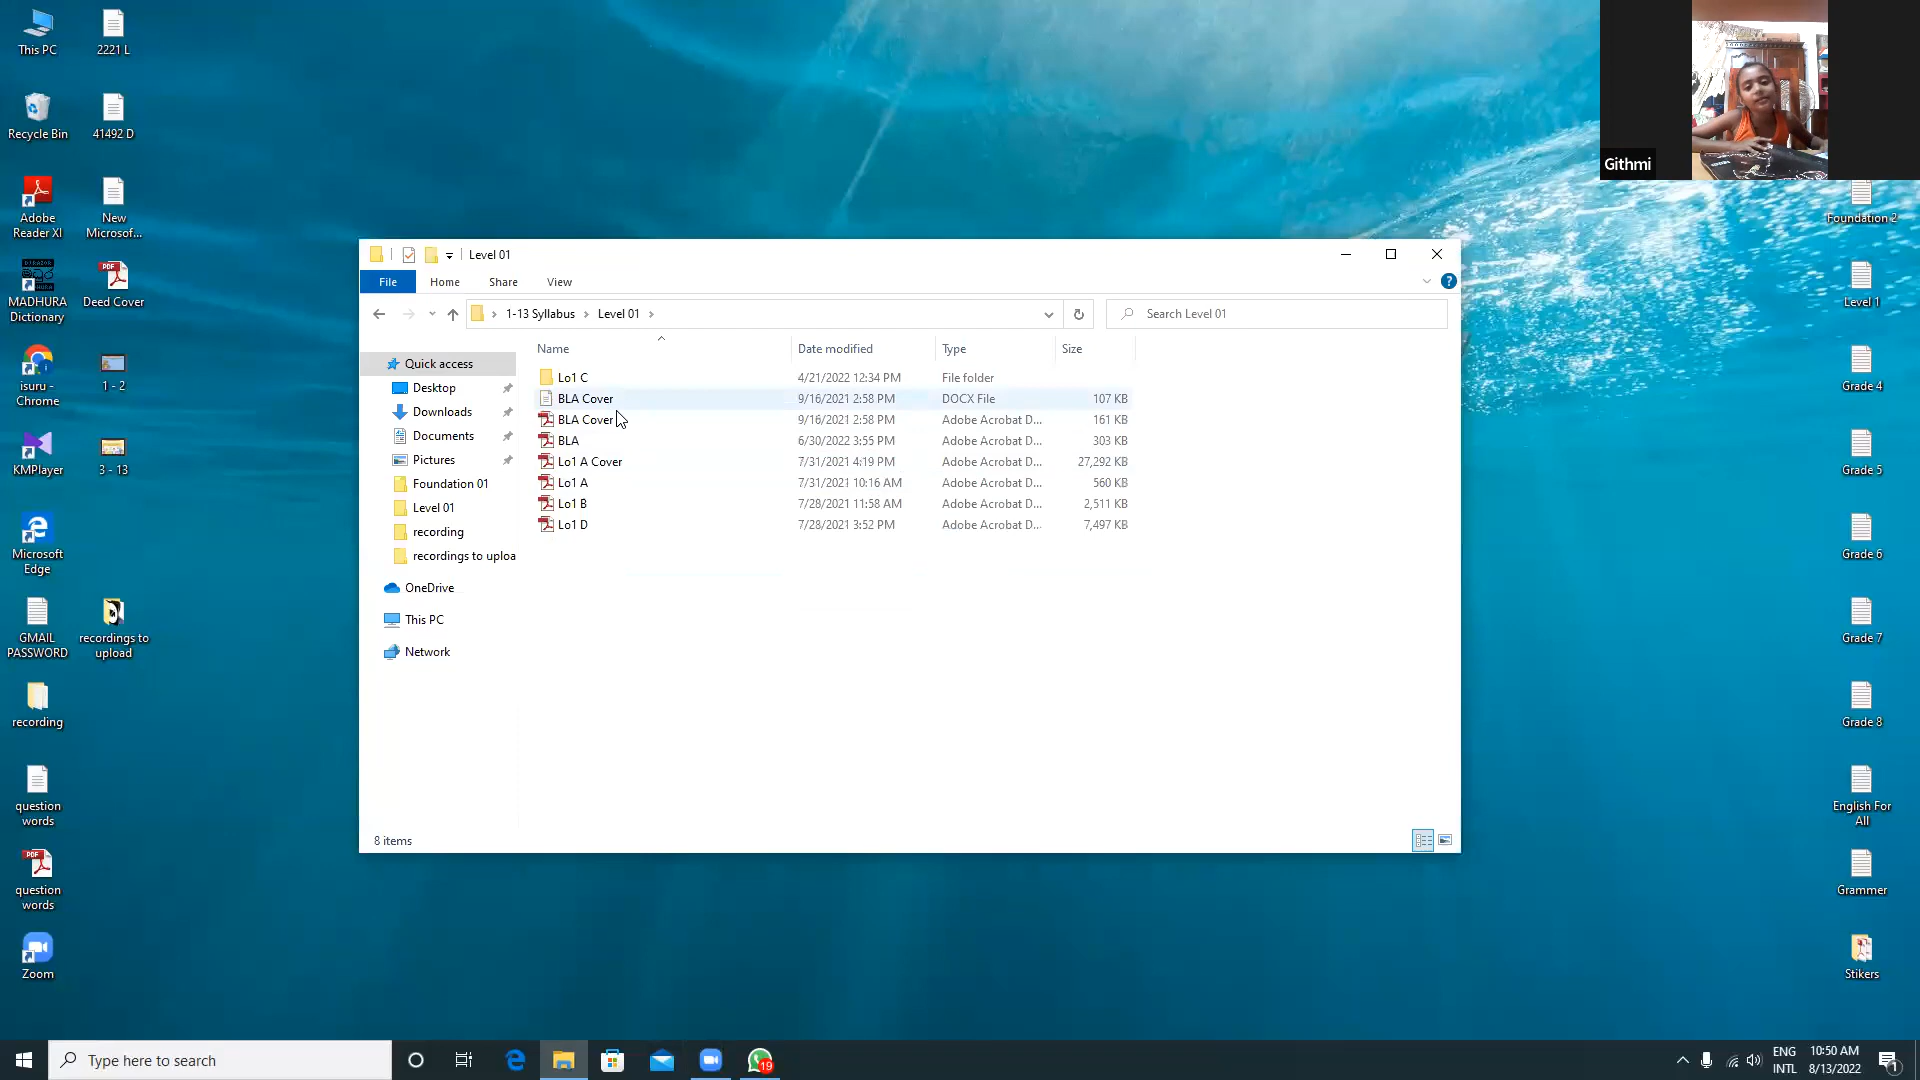 This PC
2221 L
Recycle Bin
41492 D
Adobe
Reader XI
New
Microsof...
MADHURA
Dictionary
Deed Cover
isuru -
Chrome
1 - 2
KMPlayer
3 - 13
Microsoft
Edge
GMAIL
PASSWORD
recordings to
upload
recording
question
words
question
words
Zoom
Githmi
Foundation 2
Level 1
Grade 4
Grade 5
Grade 6
Grade 7
Grade 8
English For
All
Grammer
Stikers
Level 01
File Home Share View
1-13 Syllabus > Level 01 >
Search Level 01
Name Date modified Type Size
Lo1 C 4/21/2022 12:34 PM File folder
BLA Cover 9/16/2021 2:58 PM DOCX File 107 KB
BLA Cover 9/16/2021 2:58 PM Adobe Acrobat D... 161 KB
BLA 6/30/2022 3:55 PM Adobe Acrobat D... 303 KB
Lo1 A Cover 7/31/2021 4:19 PM Adobe Acrobat D... 27,292 KB
Lo1 A 7/31/2021 10:16 AM Adobe Acrobat D... 560 KB
Lo1 B 7/28/2021 11:58 AM Adobe Acrobat D... 2,511 KB
Lo1 D 7/28/2021 3:52 PM Adobe Acrobat D... 7,497 KB
Quick access
Desktop
Downloads
Documents
Pictures
Foundation 01
Level 01
recording
recordings to uploa
OneDrive
This PC
Network
8 items
Type here to search
19
ENG
INTL
10:50 AM
8/13/2022
1